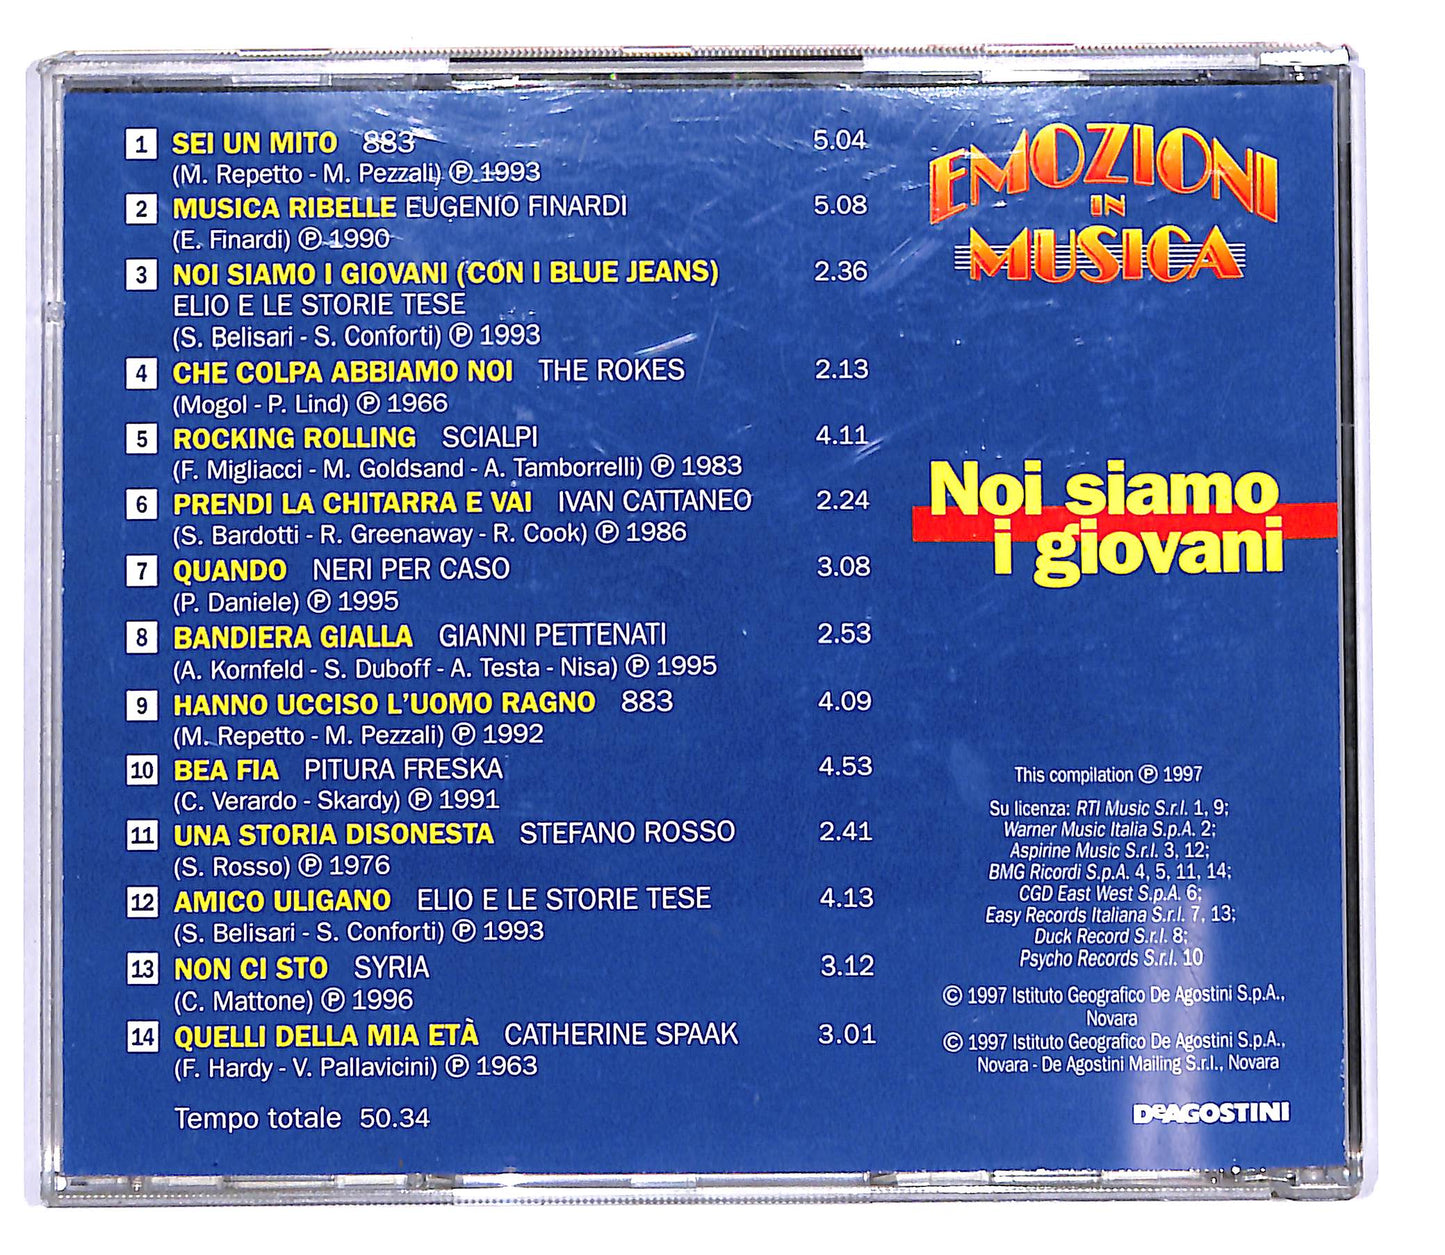 1 SEI UN MITO 883 5.04
(M. Repetto - M. Pezzali) ℗ 1993
2 MUSICA RIBELLE EUGENIO FINARDI 5.08
(E. Finardi) ℗ 1990
3 NOI SIAMO I GIOVANI (CON I BLUE JEANS) 2.36
ELIO E LE STORIE TESE
(S. Belisari - S. Conforti) ℗ 1993
4 CHE COLPA ABBIAMO NOI THE ROKES 2.13
(Mogol - P. Lind) ℗ 1966
5 ROCKING ROLLING SCIALPI 4.11
(F. Migliacci - M. Goldsand - A. Tamborrelli) ℗ 1983
6 PRENDI LA CHITARRA E VAI IVAN CATTANEO 2.24
(S. Bardotti - R. Greenaway - R. Cook) ℗ 1986
7 QUANDO NERI PER CASO 3.08
(P. Daniele) ℗ 1995
8 BANDIERA GIALLA GIANNI PETTENATI 2.53
(A. Kornfeld - S. Duboff - A. Testa - Nisa) ℗ 1995
9 HANNO UCCISO L'UOMO RAGNO 883 4.09
(M. Repetto - M. Pezzali) ℗ 1992
10 BEA FIA PITURA FRESKA 4.53
(C. Verardo - Skardy) ℗ 1991
11 UNA STORIA DISONESTA STEFANO ROSSO 2.41
(S. Rosso) ℗ 1976
12 AMICO ULIGANO ELIO E LE STORIE TESE 4.13
(S. Belisari - S. Conforti) ℗ 1993
13 NON CI STO SYRIA 3.12
(C. Mattone) ℗ 1996
14 QUELLI DELLA MIA ETÀ CATHERINE SPAAK 3.01
(F. Hardy - V. Pallavicini) ℗ 1963
Tempo totale 50.34
EMOZIONI
IN
MUSICA
Noi siamo
i giovani
This compilation ℗ 1997
Su licenza: RTI Music S.r.l. 1, 9;
Warner Music Italia S.p.A. 2;
Aspirine Music S.r.l. 3, 12;
BMG Ricordi S.p.A. 4, 5, 11, 14;
CGD East West S.p.A. 6;
Easy Records Italiana S.r.l. 7, 13;
Duck Record S.r.l. 8;
Psycho Records S.r.l. 10
© 1997 Istituto Geografico De Agostini S.p.A.,
Novara
© 1997 Istituto Geografico De Agostini S.p.A.,
Novara - De Agostini Mailing S.r.l., Novara
DeAGOSTINI